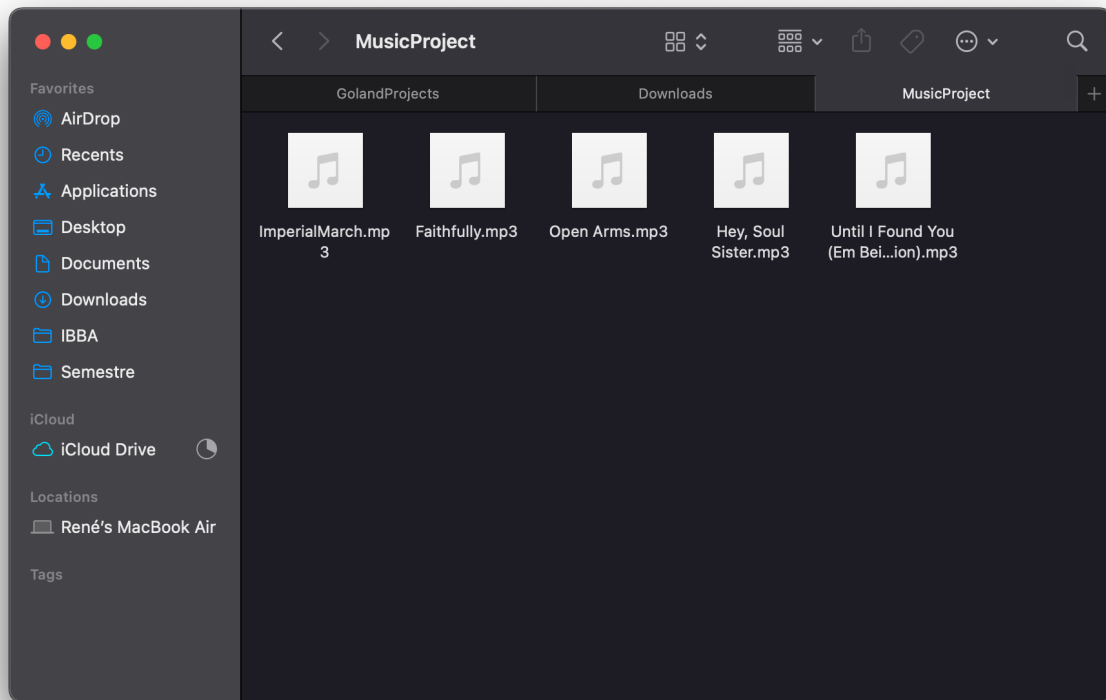 MusicProject
Favorites
AirDrop
Recents
Applications
Desktop
Documents
Downloads
IBBA
Semestre
iCloud
iCloud Drive
Locations
René’s MacBook Air
Tags
GolandProjects
Downloads
MusicProject
ImperialMarch.mp
3
Faithfully.mp3
Open Arms.mp3
Hey, Soul
Sister.mp3
Until I Found You
(Em Bei...ion).mp3